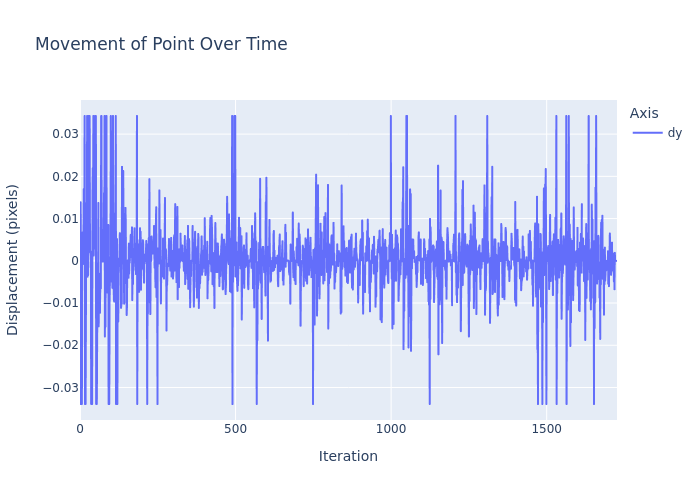 Movement of Point Over Time
Axis
dy
Displacement (pixels)
0.03
0.02
0.01
0
−0.01
−0.02
−0.03
0
500
1000
1500
Iteration